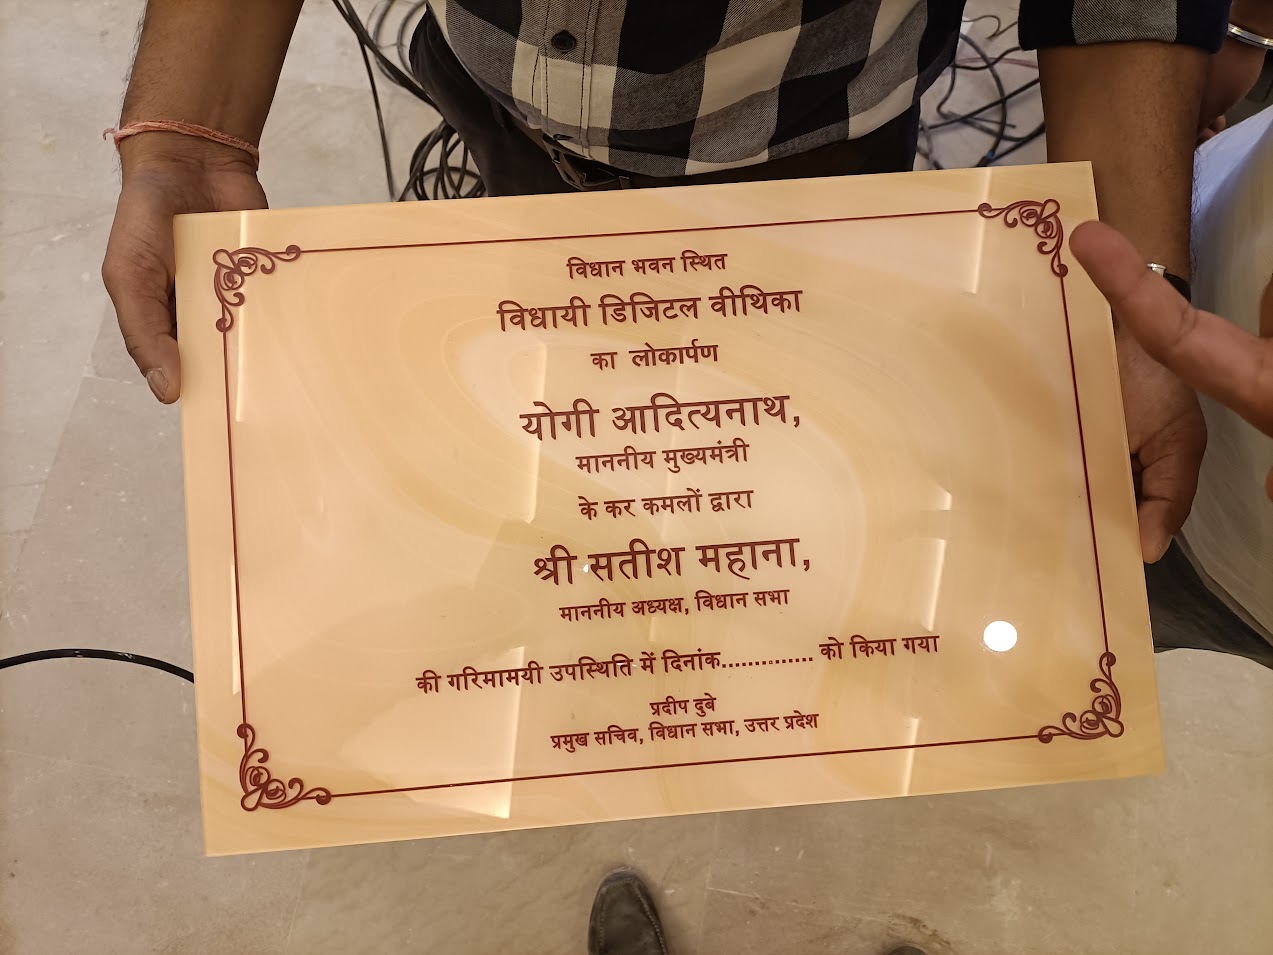 विधान भवन स्थित
विधायी डिजिटल वीथिका
का लोकार्पण
योगी आदित्यनाथ,
माननीय मुख्यमंत्री
के कर कमलों द्वारा
श्री सतीश महाना,
माननीय अध्यक्ष, विधान सभा
की गरिमामयी उपस्थिति में दिनांक.............. को किया गया
प्रदीप दुबे
प्रमुख सचिव, विधान सभा, उत्तर प्रदेश